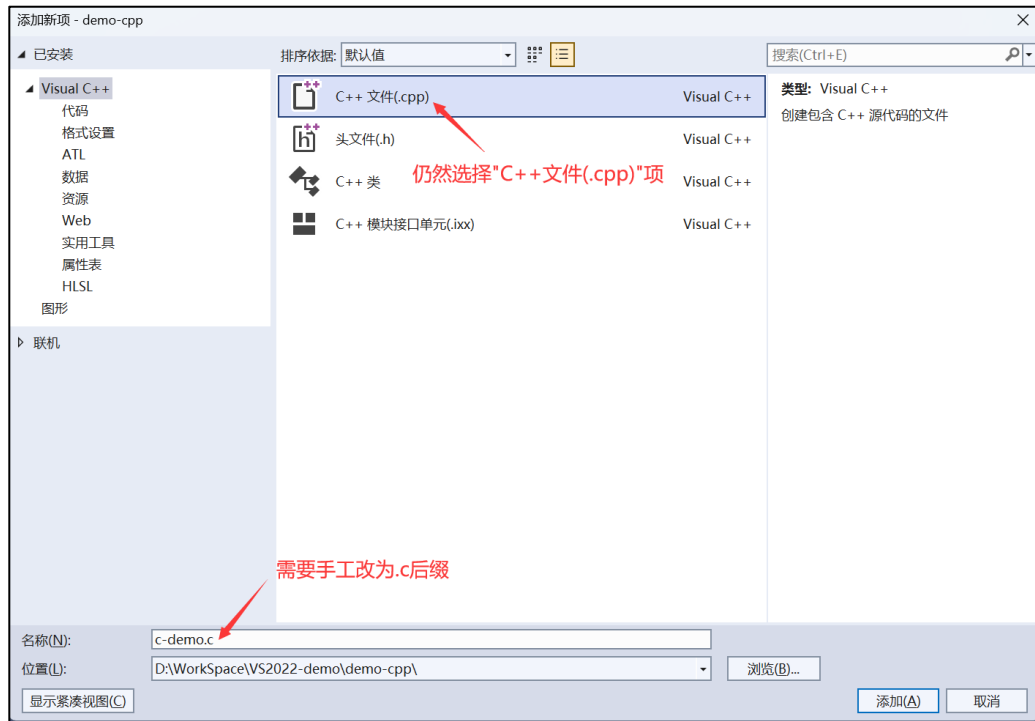 添加新项 - demo-cpp
已安装
排序依据: 默认值
搜索(Ctrl+E)
Visual C++
代码
格式设置
ATL
数据
资源
Web
实用工具
属性表
HLSL
图形
联机
C++ 文件(.cpp) Visual C++
头文件(.h) Visual C++
C++ 类 Visual C++
C++ 模块接口单元(.ixx) Visual C++
仍然选择"C++文件(.cpp)"项
类型: Visual C++
创建包含 C++ 源代码的文件
需要手工改为.c后缀
名称(N): c-demo.c
位置(L): D:\WorkSpace\VS2022-demo\demo-cpp\ 浏览(B)...
显示紧凑视图(C) 添加(A) 取消